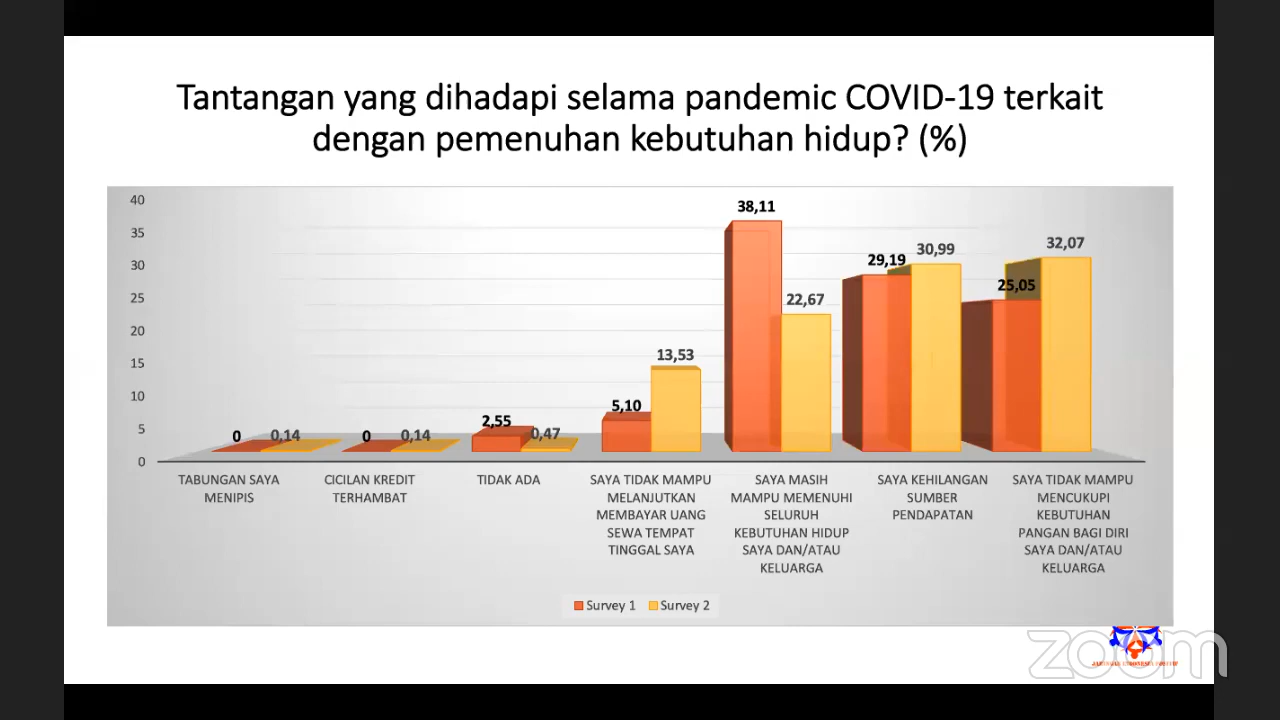 Tantangan yang dihadapi selama pandemic COVID-19 terkait
dengan pemenuhan kebutuhan hidup? (%)
40
35
30
25
20
15
10
5
0
0
0,14
0
0,14
2,55
0,47
5,10
13,53
38,11
22,67
29,19
30,99
25,05
32,07
TABUNGAN SAYA
MENIPIS
CICILAN KREDIT
TERHAMBAT
TIDAK ADA
SAYA TIDAK MAMPU
MELANJUTKAN
MEMBAYAR UANG
SEWA TEMPAT
TINGGAL SAYA
SAYA MASIH
MAMPU MEMENUHI
SELURUH
KEBUTUHAN HIDUP
SAYA DAN/ATAU
KELUARGA
SAYA KEHILANGAN
SUMBER
PENDAPATAN
SAYA TIDAK MAMPU
MENCUKUPI
KEBUTUHAN
PANGAN BAGI DIRI
SAYA DAN/ATAU
KELUARGA
Survey 1
Survey 2
zoom